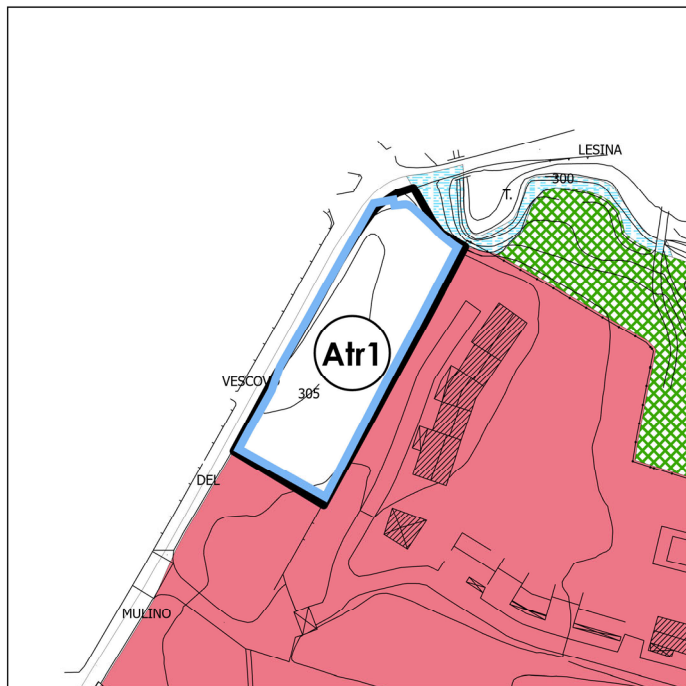 LESINA
300
T.
Atr1
VESCOVO
305
DEL
MULINO